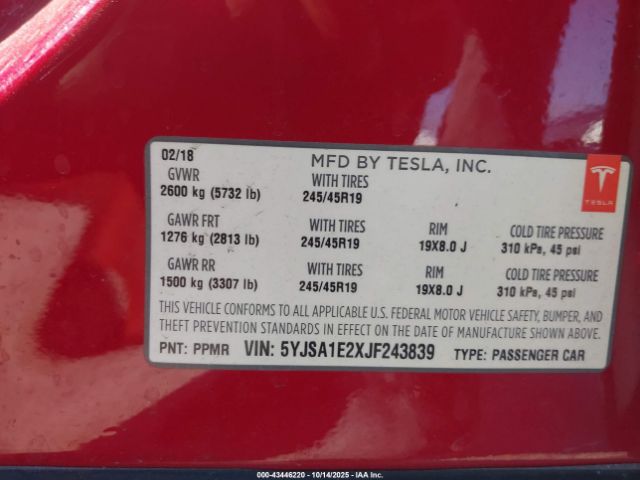 02/18 MFD BY TESLA, INC.
GVWR WITH TIRES
2600 kg (5732 lb) 245/45R19
TESLA
GAWR FRT WITH TIRES RIM COLD TIRE PRESSURE
1276 kg (2813 lb) 245/45R19 19X8.0 J 310 kPs, 45 psi
GAWR RR WITH TIRES RIM COLD TIRE PRESSURE
1500 kg (3307 lb) 245/45R19 19X8.0 J 310 kPs, 45 psi
THIS VEHICLE CONFORMS TO ALL APPLICABLE U.S. FEDERAL MOTOR VEHICLE SAFETY, BUMPER, AND
THEFT PREVENTION STANDARDS IN EFFECT ON THE DATE OF MANUFACTURE SHOWN ABOVE.
PNT: PPMR VIN: 5YJSA1E2XJF243839 TYPE: PASSENGER CAR
000-43446220 - 10/14/2025 - IAA Inc.